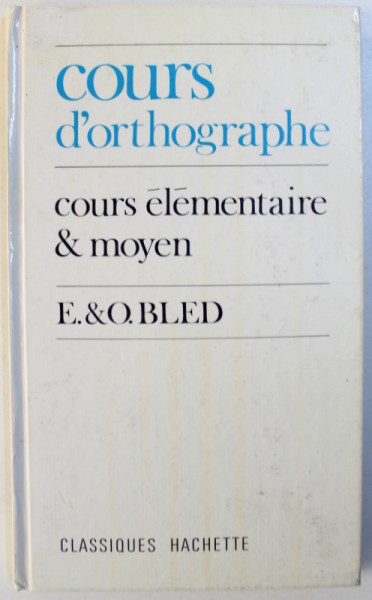 cours
d'orthographe
cours élémentaire
& moyen
E.&O.BLED
CLASSIQUES HACHETTE